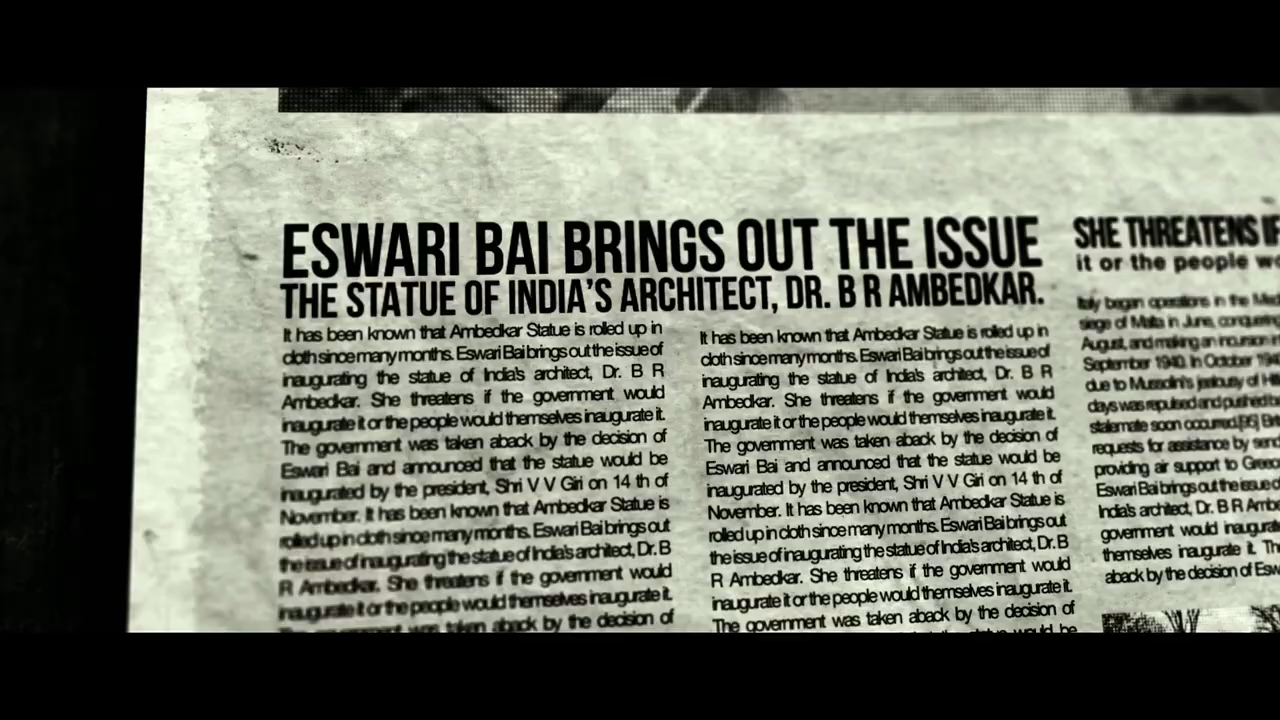 ESWARI BAI BRINGS OUT THE ISSUE
THE STATUE OF INDIA'S ARCHITECT, DR. B R AMBEDKAR.
It has been known that Ambedkar Statue is rolled up in
cloth since many months. Eswari Bai brings out the issue of
inaugurating the statue of India's architect, Dr. B R
Ambedkar. She threatens if the government would
inaugurate it or the people would themselves inaugurate it.
The government was taken aback by the decision of
Eswari Bai and announced that the statue would be
inaugurated by the president, Shri V V Giri on 14 th of
November. It has been known that Ambedkar Statue is
rolled up in cloth since many months. Eswari Bai brings out
the issue of inaugurating the statue of India's architect, Dr. B
R Ambedkar. She threatens if the government would
inaugurate it or the people would themselves inaugurate it.
The government was taken aback by the decision of
It has been known that Ambedkar Statue is rolled up in
cloth since many months. Eswari Bai brings out the issue of
inaugurating the statue of India's architect, Dr. B R
Ambedkar. She threatens if the government would
inaugurate it or the people would themselves inaugurate it.
The government was taken aback by the decision of
Eswari Bai and announced that the statue would be
inaugurated by the president, Shri V V Giri on 14 th of
November. It has been known that Ambedkar Statue is
rolled up in cloth since many months. Eswari Bai brings out
the issue of inaugurating the statue of India's architect, Dr. B
R Ambedkar. She threatens if the government would
inaugurate it or the people would themselves inaugurate it.
The government was taken aback by the decision of
statue would be
SHE THREATENS IF
it or the people
Italy began operations in the
siege of Malta in June, conquering
August, and making an incursion
September 1940. In October
due to Mussolini's jealousy of
days was repulsed and pushed
stalemate soon occurred.
requests for assistance by
providing air support to
Eswari Bai brings out the issue
India's architect, Dr. B R
government would
themselves inaugurate it.
aback by the decision of